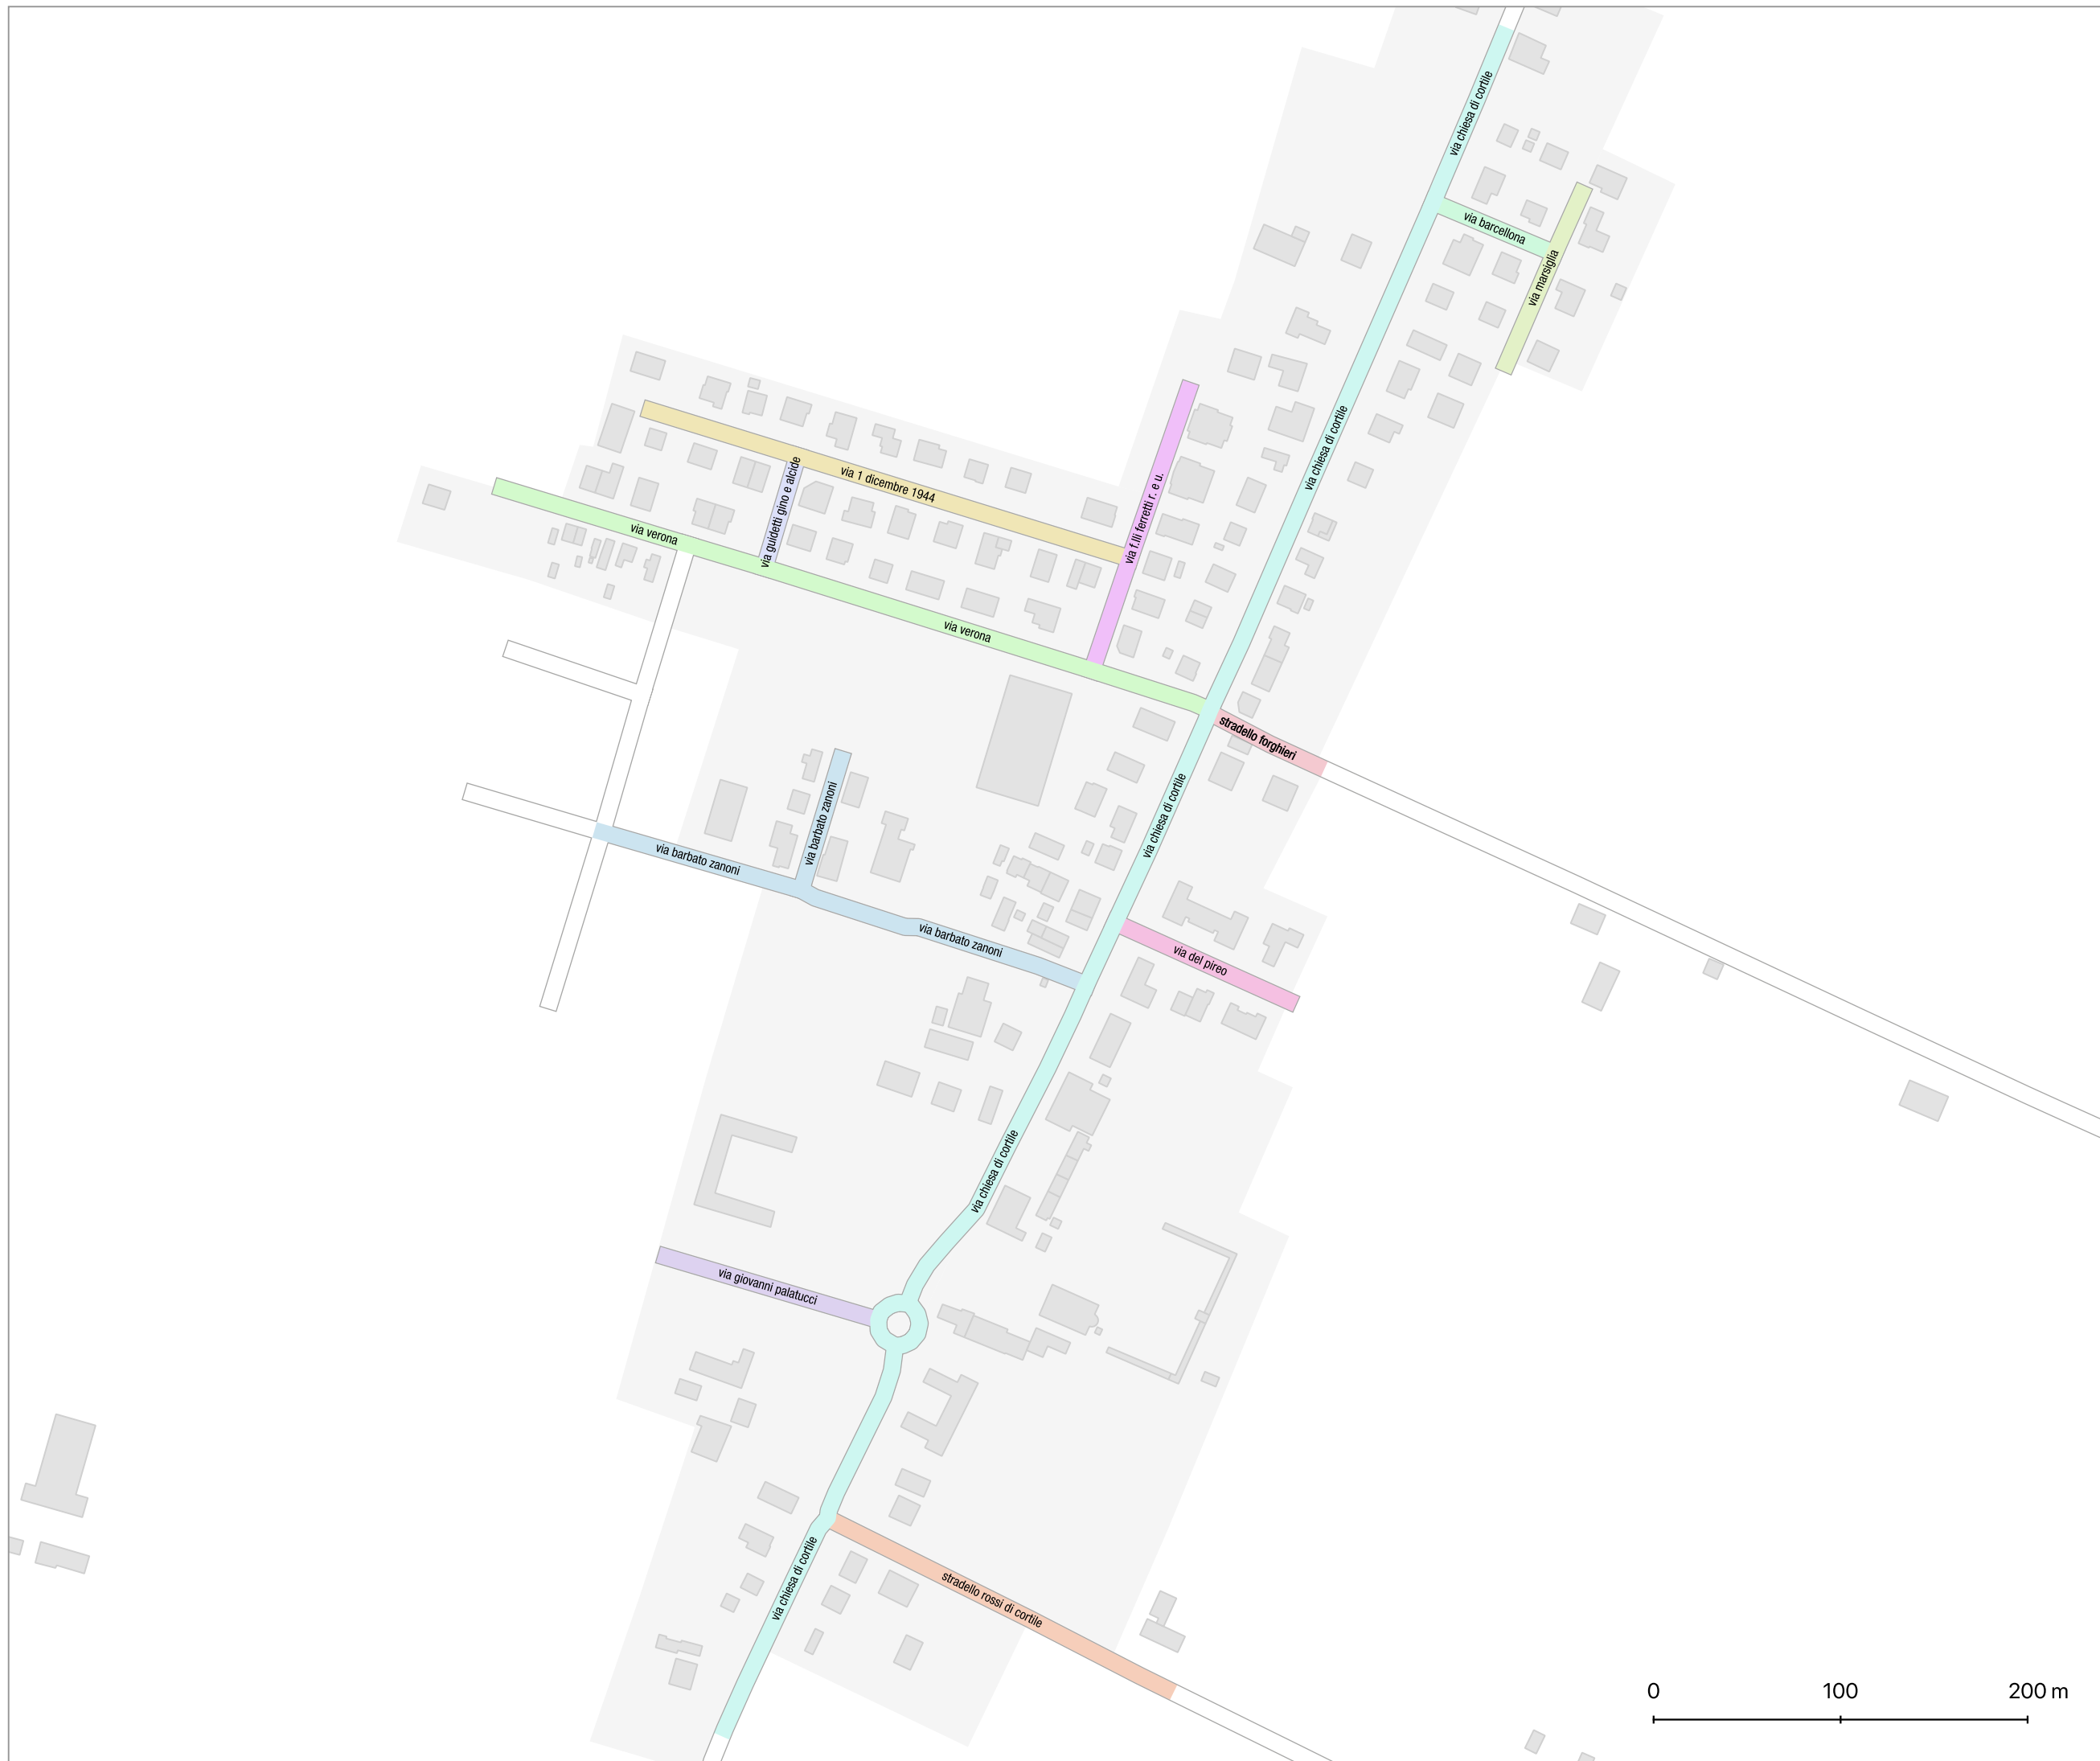 via chiesa di cortile
via barcellona
via marsiglia
via chiesa di cortile
via f.lli ferretti r. e u.
via 1 dicembre 1944
via guidetti gino e alcide
via verona
via verona
stradello forghieri
via chiesa di cortile
via barbato zanoni
via barbato zanoni
via barbato zanoni
via del pireo
via chiesa di cortile
via giovanni palatucci
via chiesa di cortile
stradello rossi di cortile
0 100 200 m